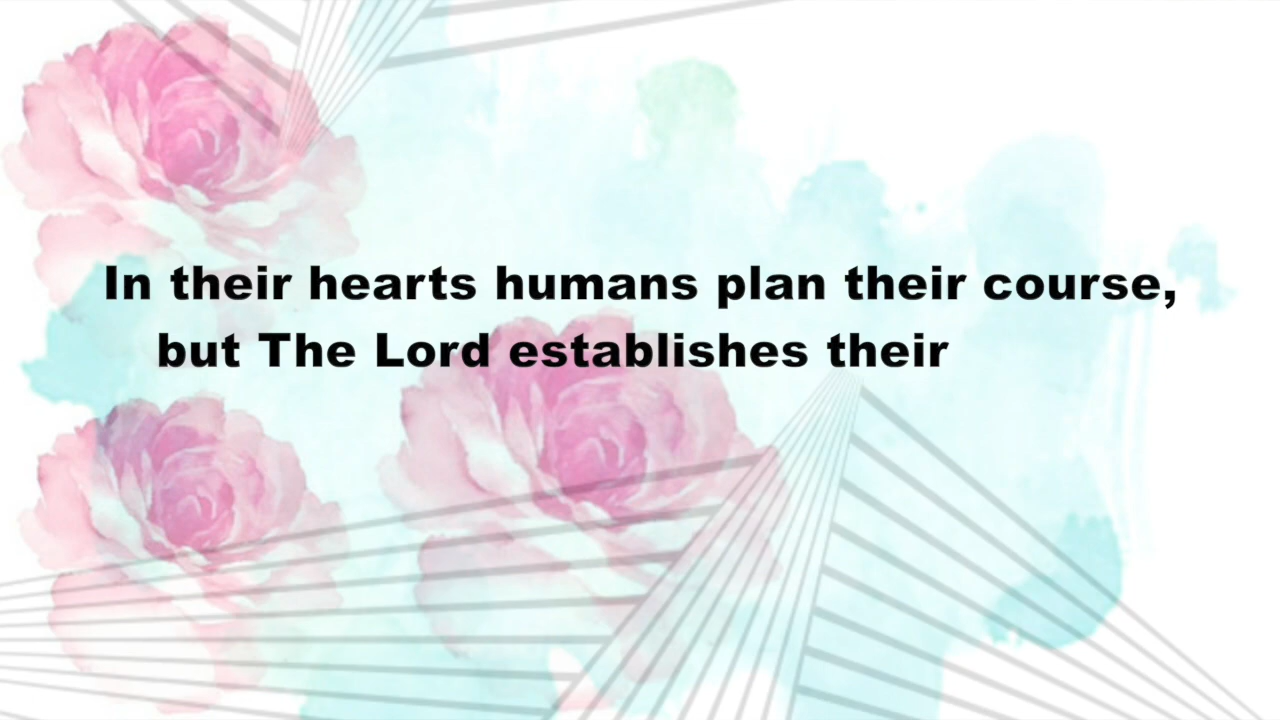 In their hearts humans plan their course,
but The Lord establishes their